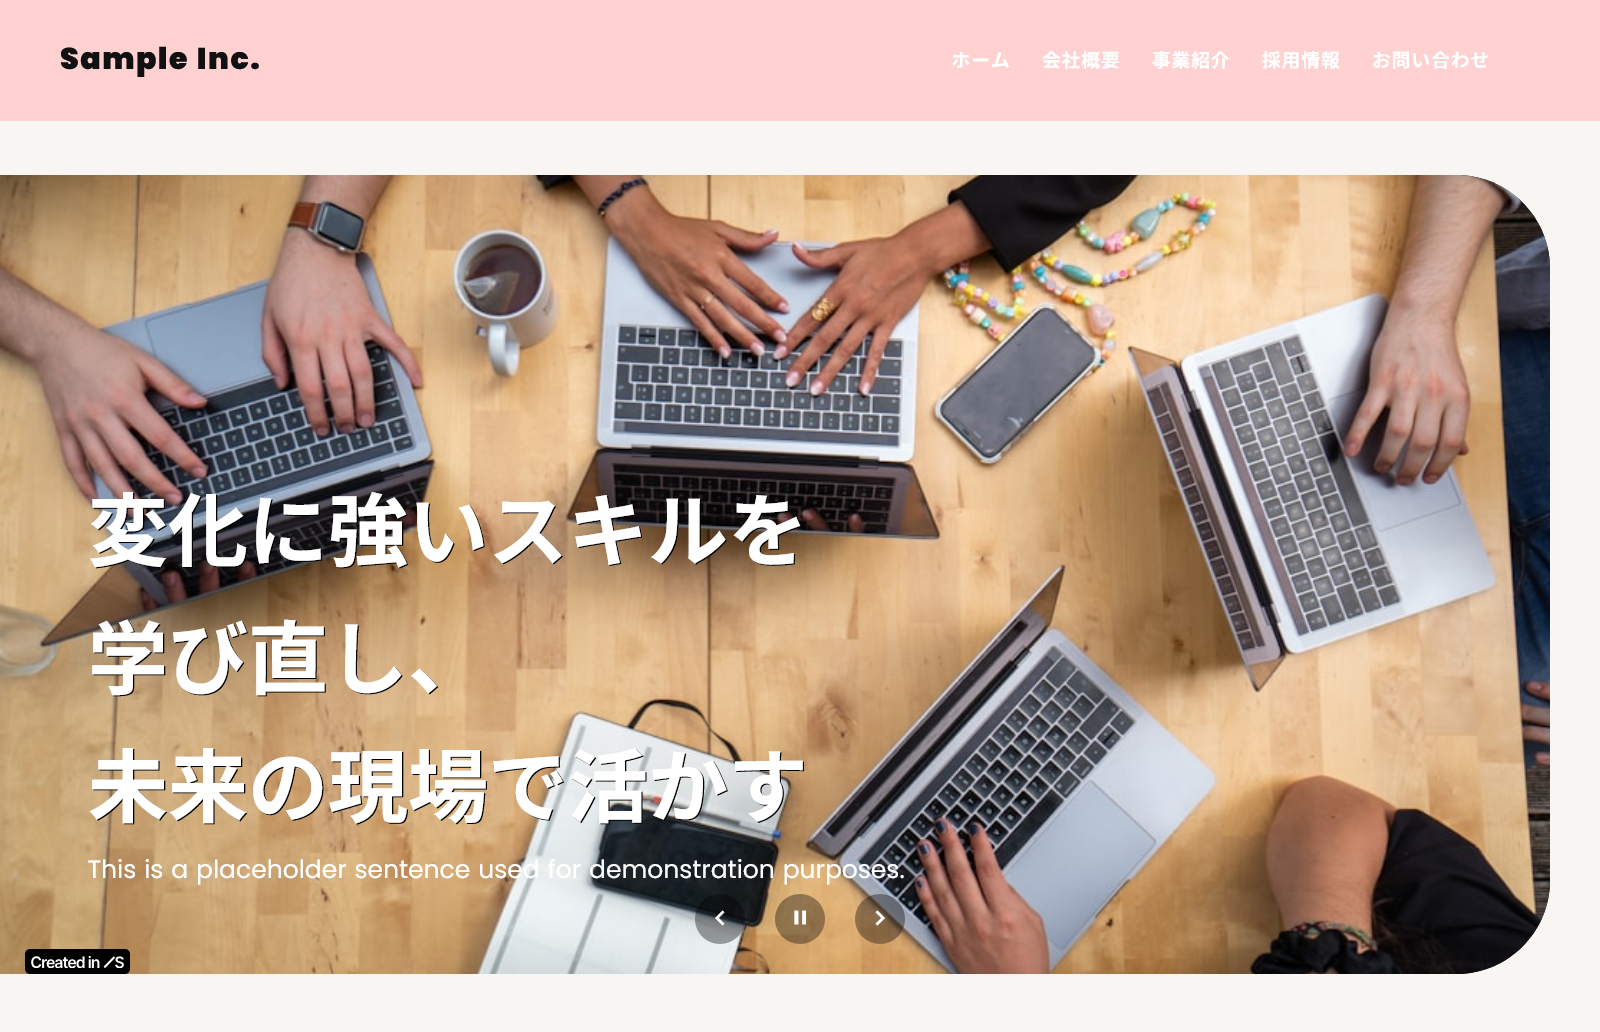 Sample Inc.
ホーム 会社概要 事業紹介 採用情報 お問い合わせ
変化に強いスキルを
学び直し、
未来の現場で活かす
This is a placeholder sentence used for demonstration purposes.
Created in